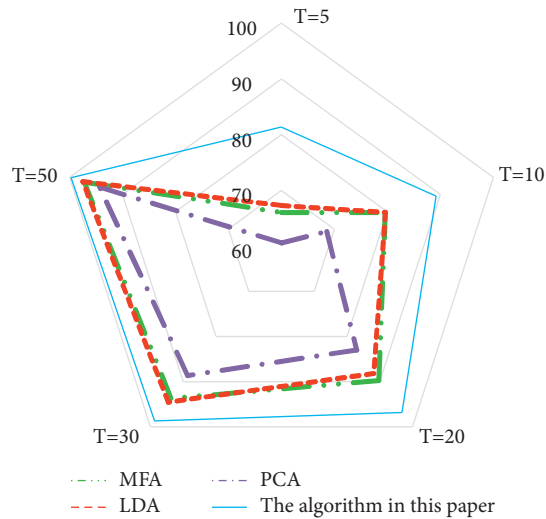 T=5
100
90
80
70
60
T=50
T=10
T=30
T=20
MFA
PCA
LDA
The algorithm in this paper